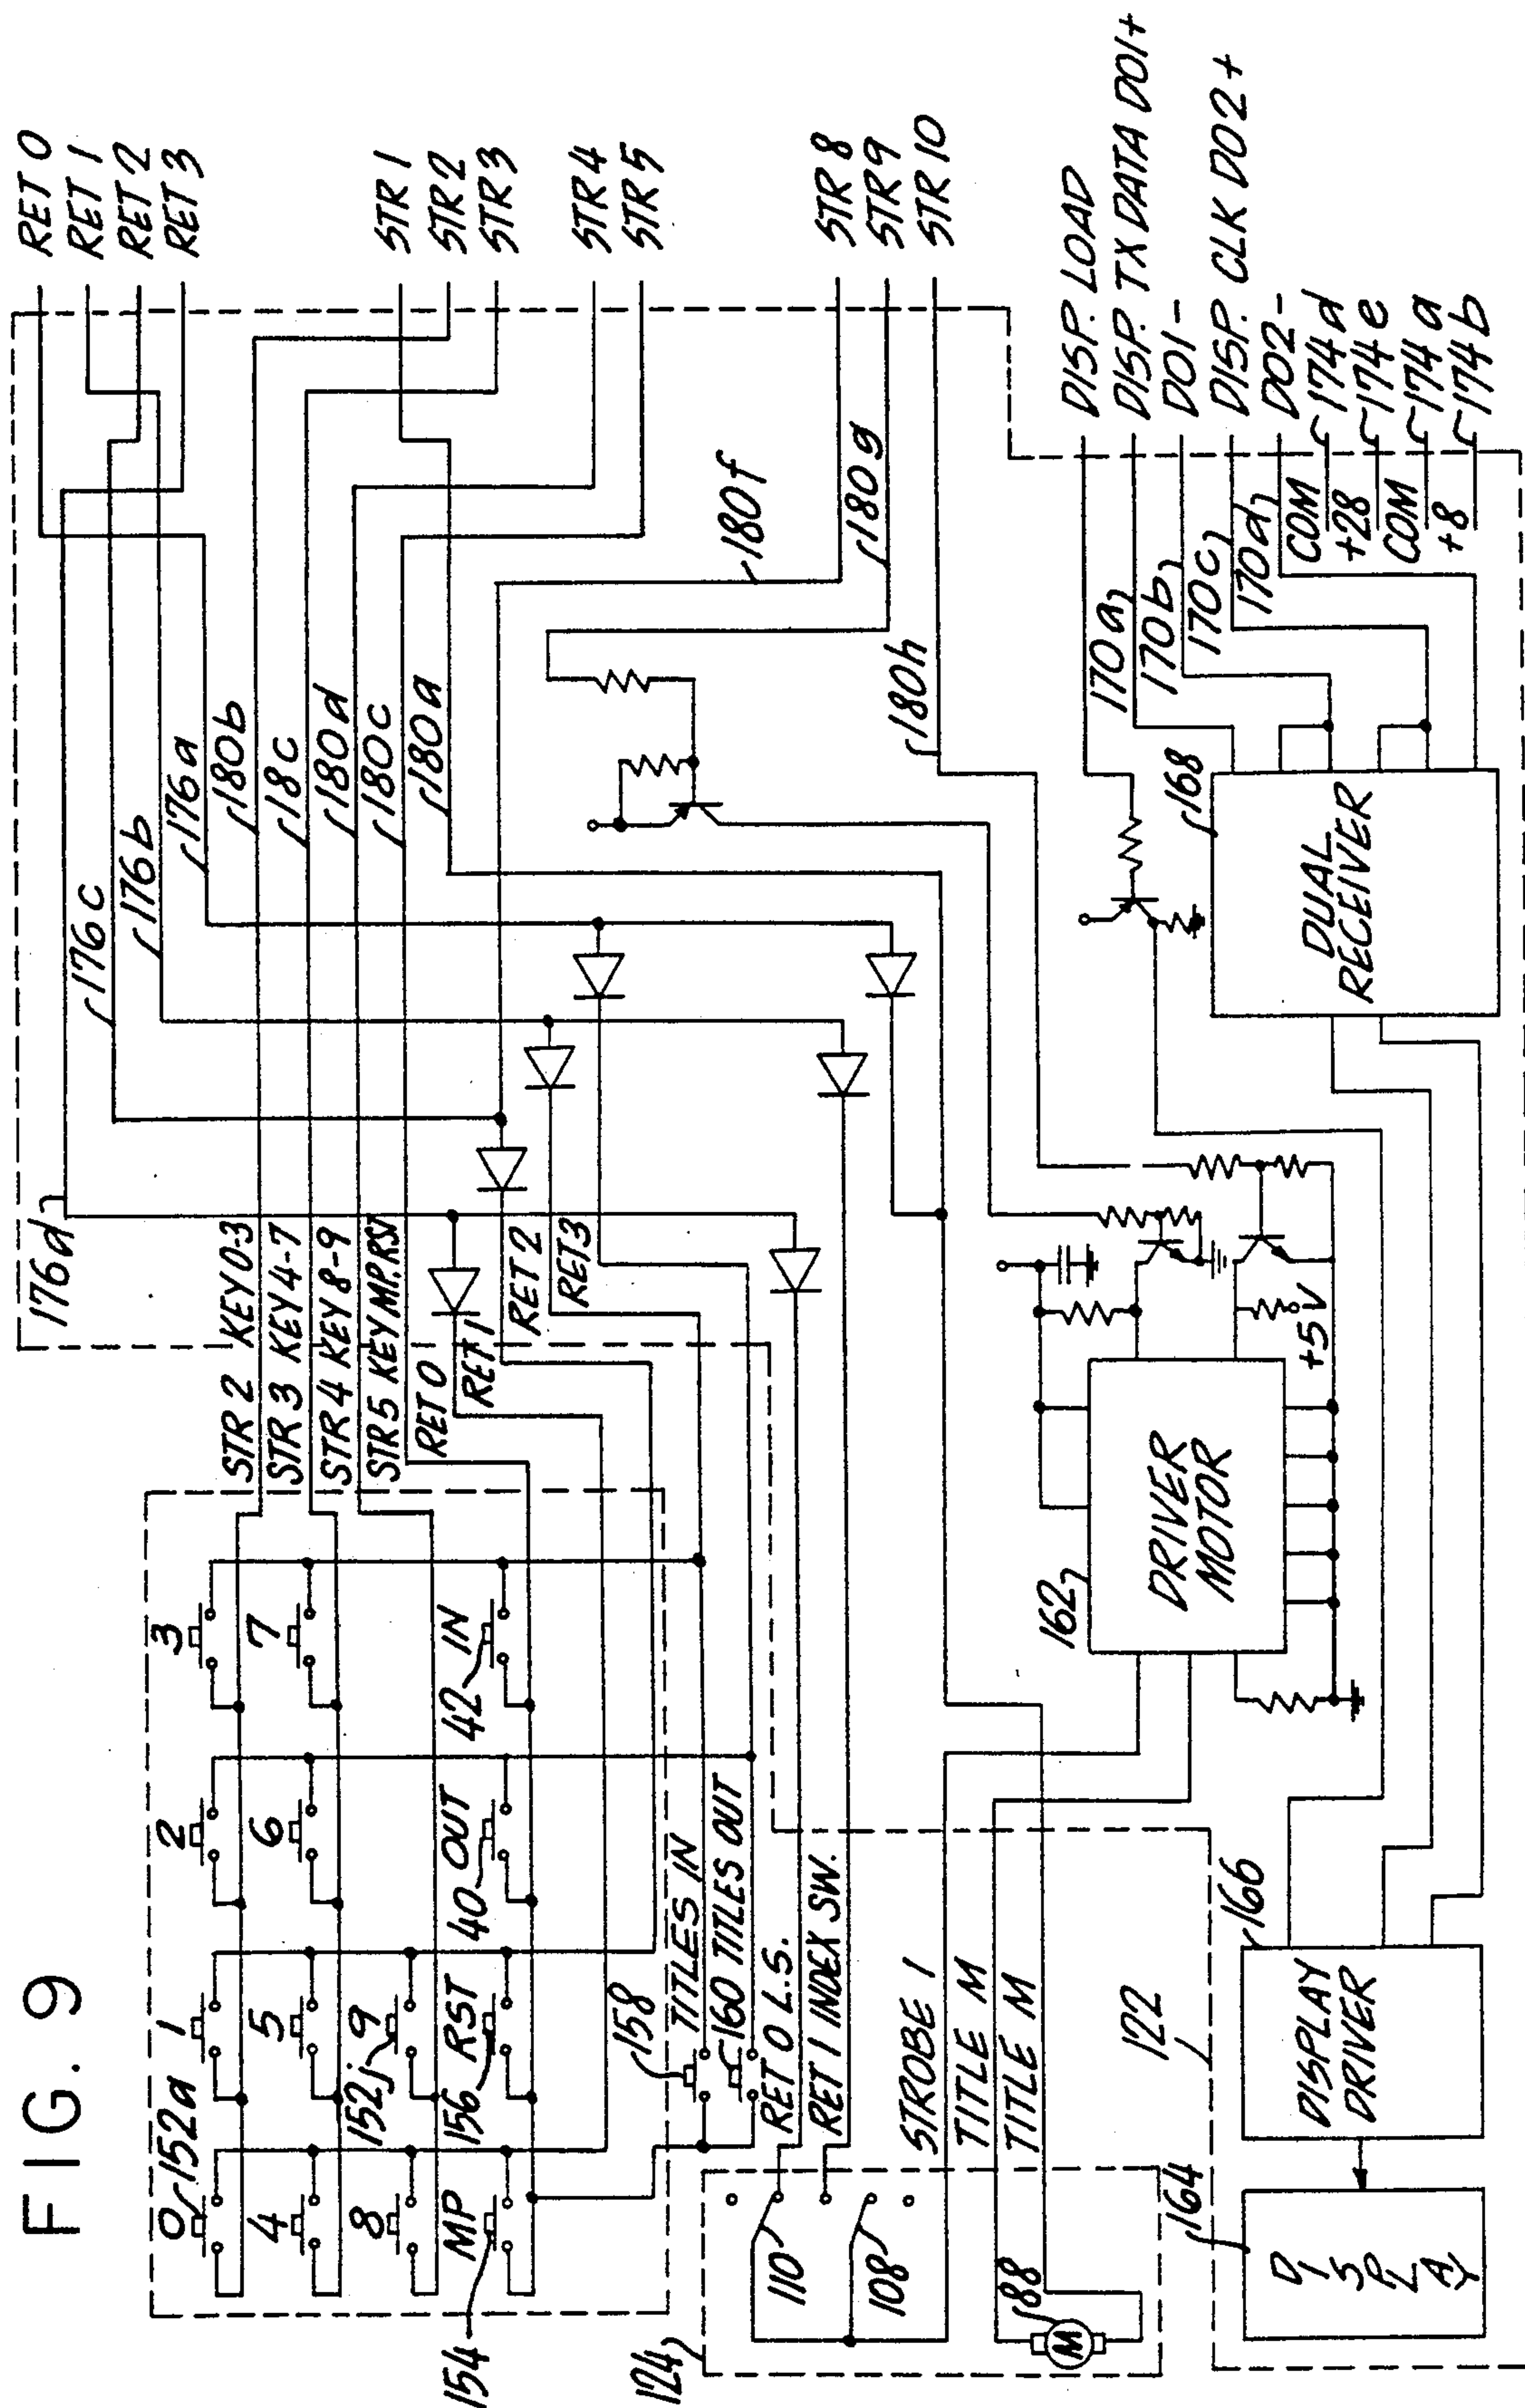 FIG. 9
RET 0
RET 1
RET 2
RET 3
STR 1
STR 2
STR 3
STR 4
STR 5
STR 8
STR 9
STR 10
DISP. LOAD
DISP. TX DATA D01+
D01-
DISP. CLK D02+
D02-
174d
174e
174a
174b
COM
+28
COM
+8
170a
170b
170c
170d
176d
176c
176b
176a
180b
18c
180d
180c
180a
180f
180g
180h
STR 2 KEY 0-3
STR 3 KEY 4-7
STR 4 KEY 8-9
STR 5 KEY MP, RST
RET 0
RET 1
RET 2
RET 3
0
152a
1
2
3
4
5
6
7
8
152j
9
MP
156
RST
40
OUT
42
IN
154
158
TITLES IN
160 TITLES OUT
RET 0 L.S.
RET 1 INDEX SW.
STROBE 1
TITLE M
TITLE M
124
110
108
88
M
122
162
DRIVER
MOTOR
+5V
168
DUAL
RECEIVER
166
DISPLAY
DRIVER
164
DISPLAY